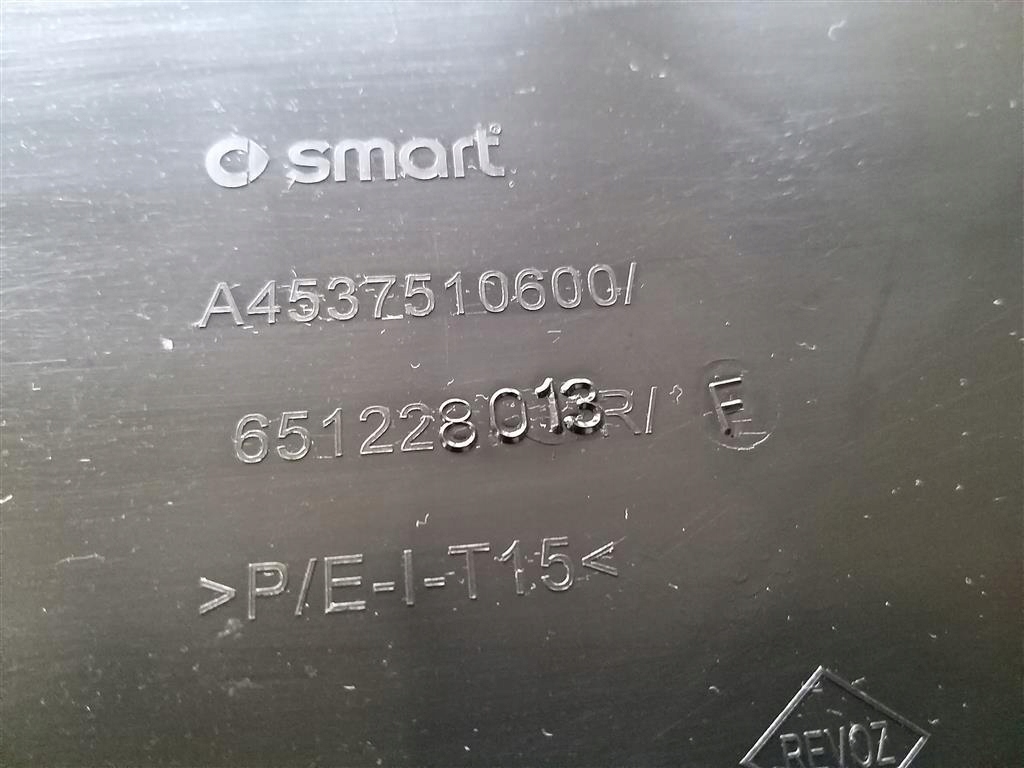 smart
A4537510600/
651228013R/ F
>P/E-I-T15<
REVOZ